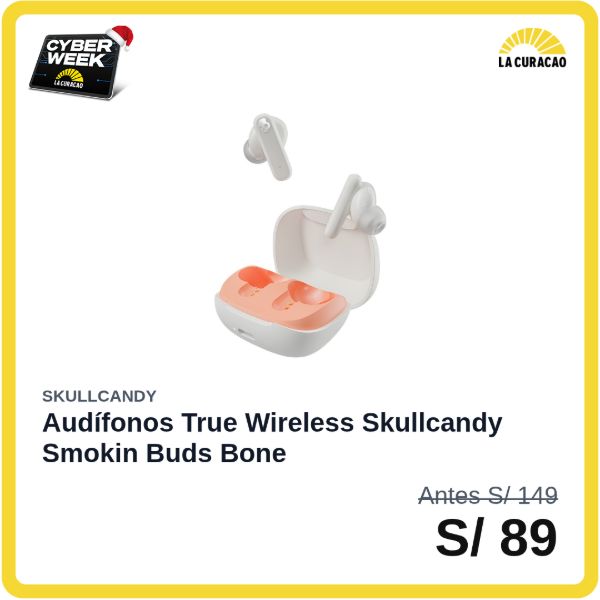 CYBER
WEEK
LA CURACAO
LA CURACAO
SKULLCANDY
Audífonos True Wireless Skullcandy
Smokin Buds Bone
Antes S/ 149
S/ 89